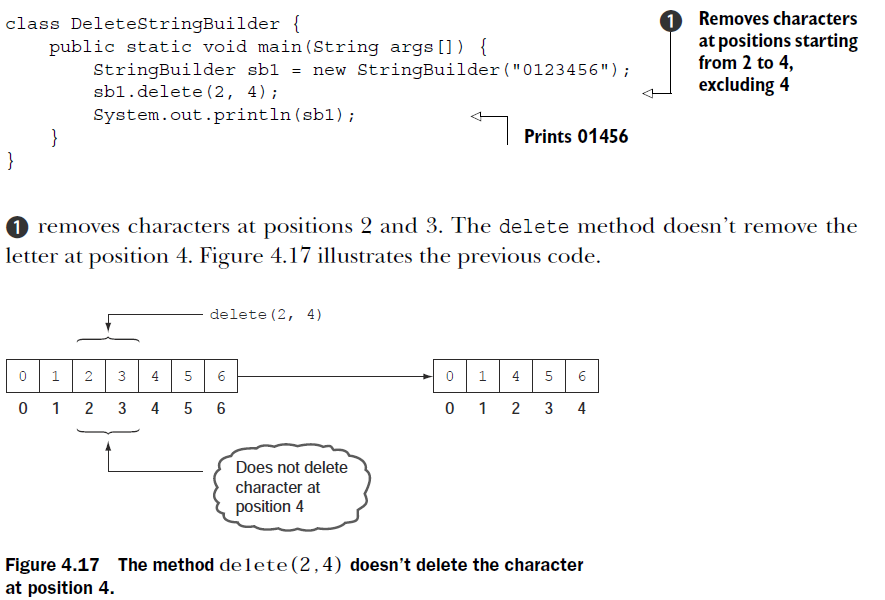 class DeleteStringBuilder {
public static void main(String args[]) {
StringBuilder sb1 = new StringBuilder("0123456");
sb1.delete(2, 4);
System.out.println(sb1);
}
}
1 Removes characters
at positions starting
from 2 to 4,
excluding 4
Prints 01456
1 removes characters at positions 2 and 3. The delete method doesn't remove the
letter at position 4. Figure 4.17 illustrates the previous code.
delete(2, 4)
0 1 2 3 4 5 6
0 1 2 3 4 5 6
0 1 4 5 6
0 1 2 3 4
Does not delete
character at
position 4
Figure 4.17 The method delete(2,4) doesn't delete the character
at position 4.